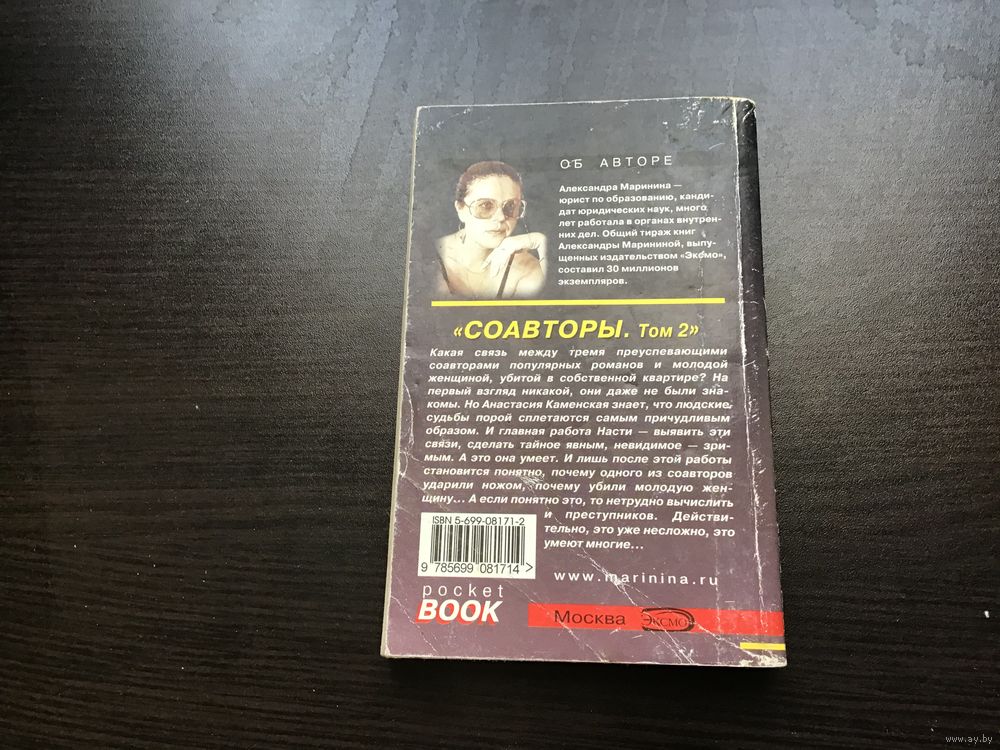 ОБ АВТОРЕ
Александра Маринина —
юрист по образованию, канди-
дат юридических наук, много
лет работала в органах внутрен-
них дел. Общий тираж книг
Александры Марининой, выпу-
щенных издательством «Эксмо»,
составил 30 миллионов
экземпляров.
«СОАВТОРЫ. Том 2»
Какая связь между тремя преуспевающими
соавторами популярных романов и молодой
женщиной, убитой в собственной квартире? На
первый взгляд никакой, они даже не были зна-
комы. Но Анастасия Каменская знает, что людские
судьбы порой сплетаются самым причудливым
образом. И главная работа Насти — выявить эти
связи, сделать тайное явным, невидимое — зри-
мым. А это она умеет. И лишь после этой работы
становится понятно, почему одного из соавторов
ударили ножом, почему убили молодую жен-
щину... А если понятно это, то нетрудно вычислить
и преступников. Действи-
тельно, это уже несложно, это
умеют многие...
ISBN 5-699-08171-2
9 785699 081714 >
www.marinina.ru
pocket
BOOK
Москва ЭКСМО
www.ay.by